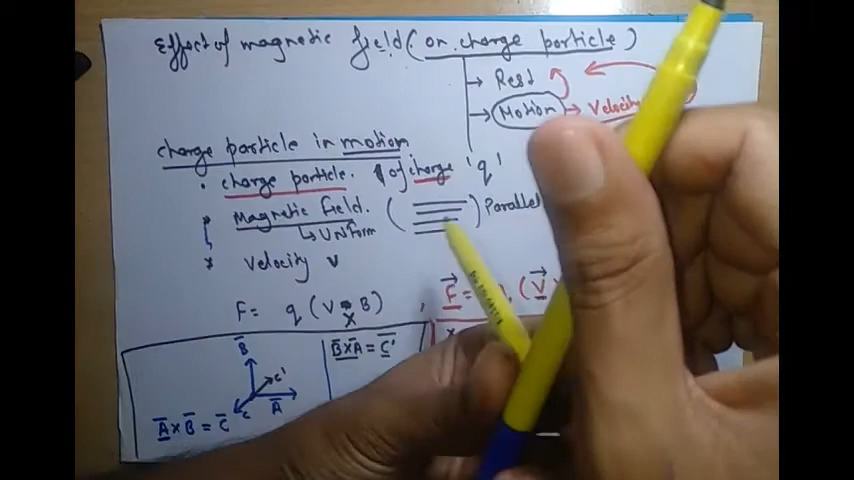 Effect of magnetic field (on charge particle)
→ Rest
→ Motion → Velocity
charge particle in motion
• charge particle. of charge 'q'
* Magnetic field. ( ) Parallel
↳ UNform
* Velocity v
F = q (V × B) , F⃗ = (V⃗
B̅
B̅ × A̅ = C̅'
C'
C A̅
A̅ × B̅ = C̅